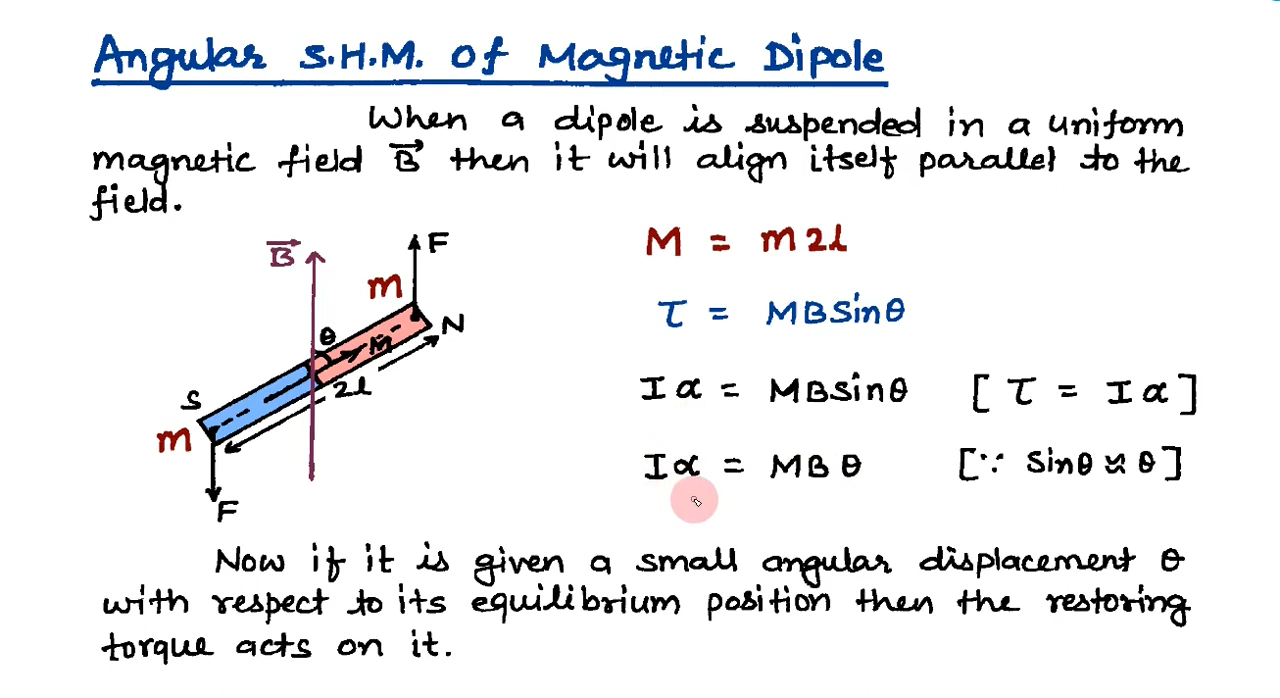 Angular S.H.M. of Magnetic Dipole
When a dipole is suspended in a uniform
magnetic field B⃗ then it will align itself parallel to the
field.
B⃗
F
m
N
θ
M
2l
S
m
F
M = m2l
τ = MBSinθ
Iα = MBSinθ [τ = Iα]
Iα = MBθ [∵ Sinθ ≈ θ]
Now if it is given a small angular displacement θ
with respect to its equilibrium position then the restoring
torque acts on it.